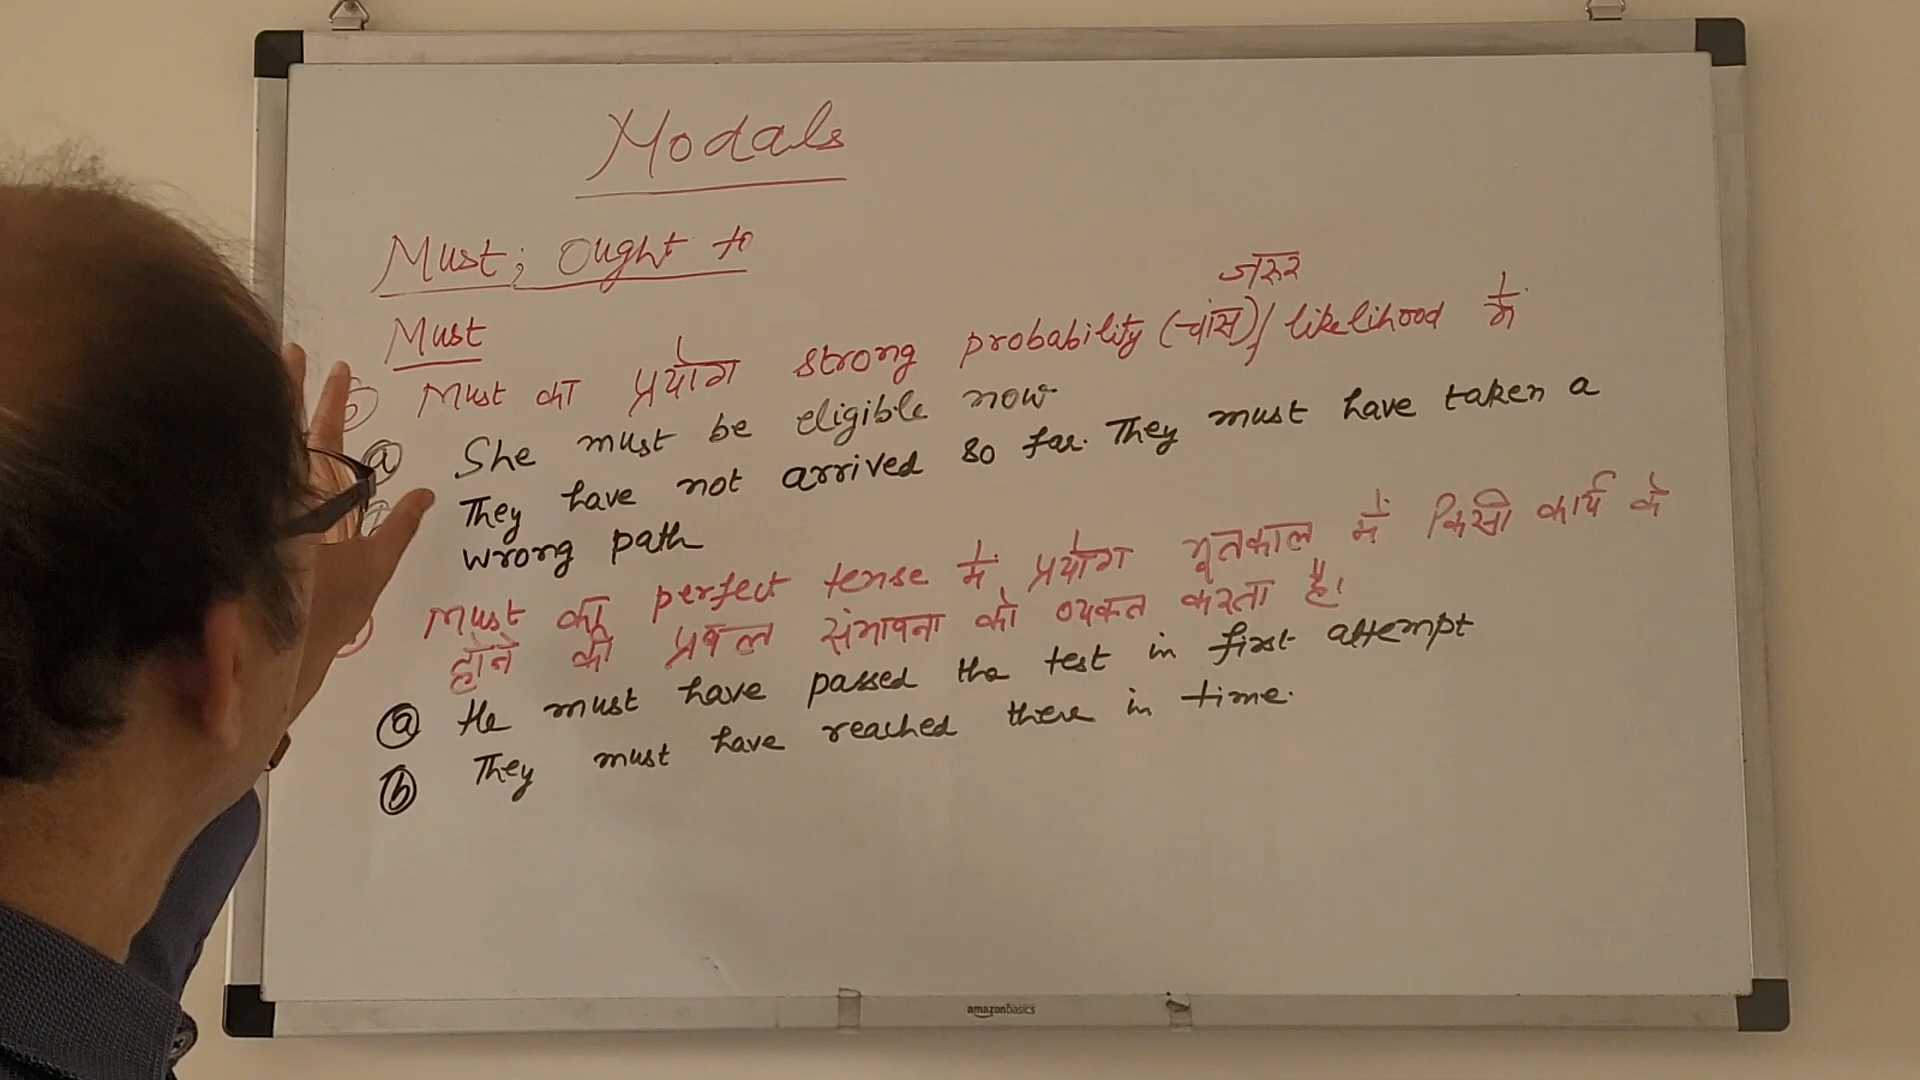 Modals
Must; Ought to
Must
जरूर
5 Must का प्रयोग strong probability (चांस)/ likelihood में
a She must be eligible now
They have not arrived so far. They must have taken a
wrong path
Must का perfect tense में प्रयोग भूतकाल में किसी कार्य के
होने की प्रबल संभावना को व्यक्त करता है।
a He must have passed the test in first attempt
b They must have reached there in time.
amazonbasics